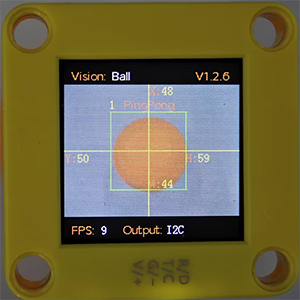 Vision: Ball V1.2.6
X:48
1 PingPong
Y:50 H:59
W:44
FPS: 9 Output: I2C
R/D
T/C
G/-
V/+